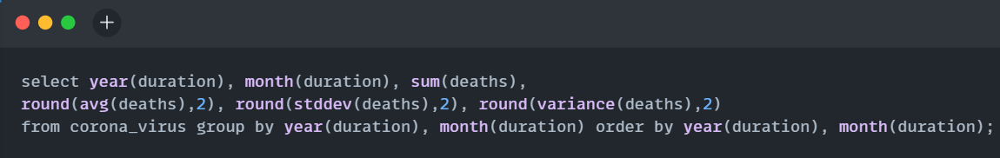 select year(duration), month(duration), sum(deaths),
round(avg(deaths),2), round(stddev(deaths),2), round(variance(deaths),2)
from corona_virus group by year(duration), month(duration) order by year(duration), month(duration);